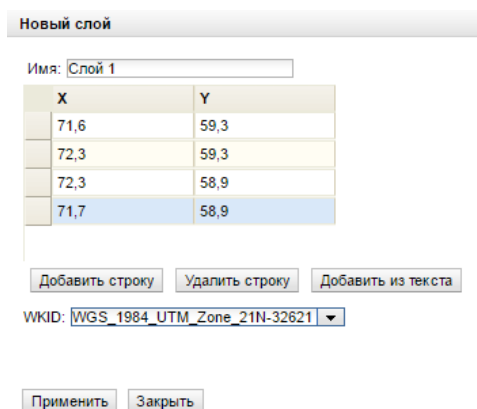 Новый слой
Имя: Слой 1
X Y
71,6 59,3
72,3 59,3
72,3 58,9
71,7 58,9
Добавить строку Удалить строку Добавить из текста
WKID: WGS_1984_UTM_Zone_21N-32621
Применить Закрыть